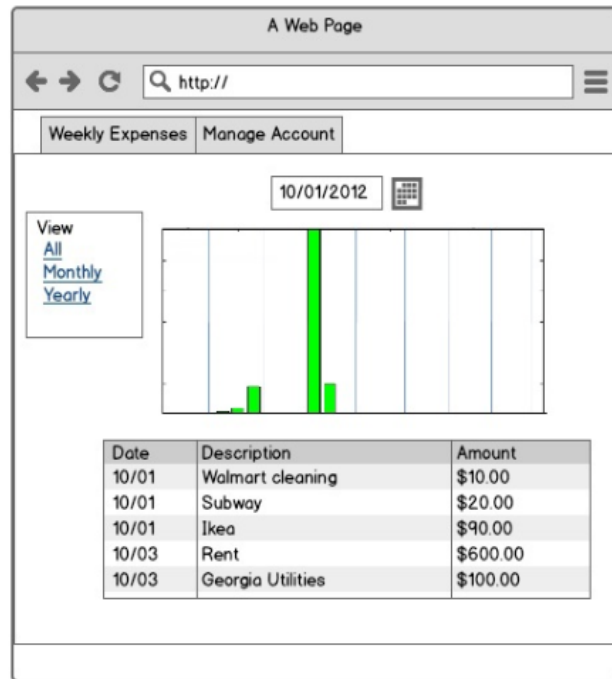 A Web Page
http://
Weekly Expenses Manage Account
10/01/2012
View
All
Monthly
Yearly
Date Description Amount
10/01 Walmart cleaning $10.00
10/01 Subway $20.00
10/01 Ikea $90.00
10/03 Rent $600.00
10/03 Georgia Utilities $100.00